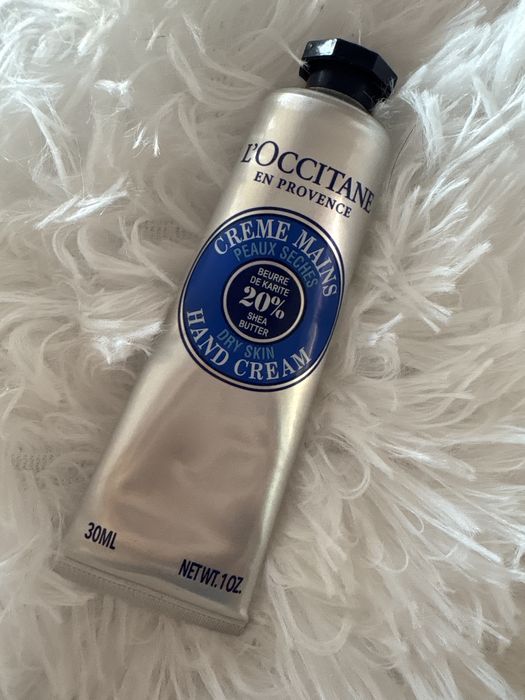 L'OCCITANE
EN PROVENCE
CREME MAINS
PEAUX SECHES
BEURRE
DE KARITE
20%
SHEA
BUTTER
DRY SKIN
HAND CREAM
30ML
NET WT. 1 OZ.